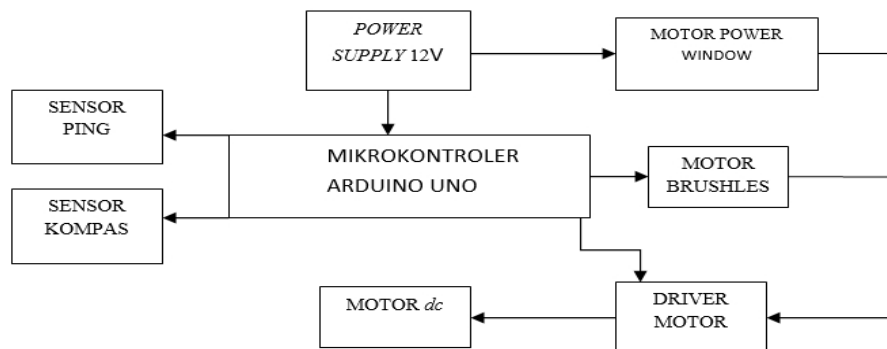 POWER
SUPPLY 12V
MOTOR POWER
WINDOW
SENSOR
PING
MIKROKONTROLER
ARDUINO UNO
MOTOR
BRUSHLES
SENSOR
KOMPAS
MOTOR dc
DRIVER
MOTOR